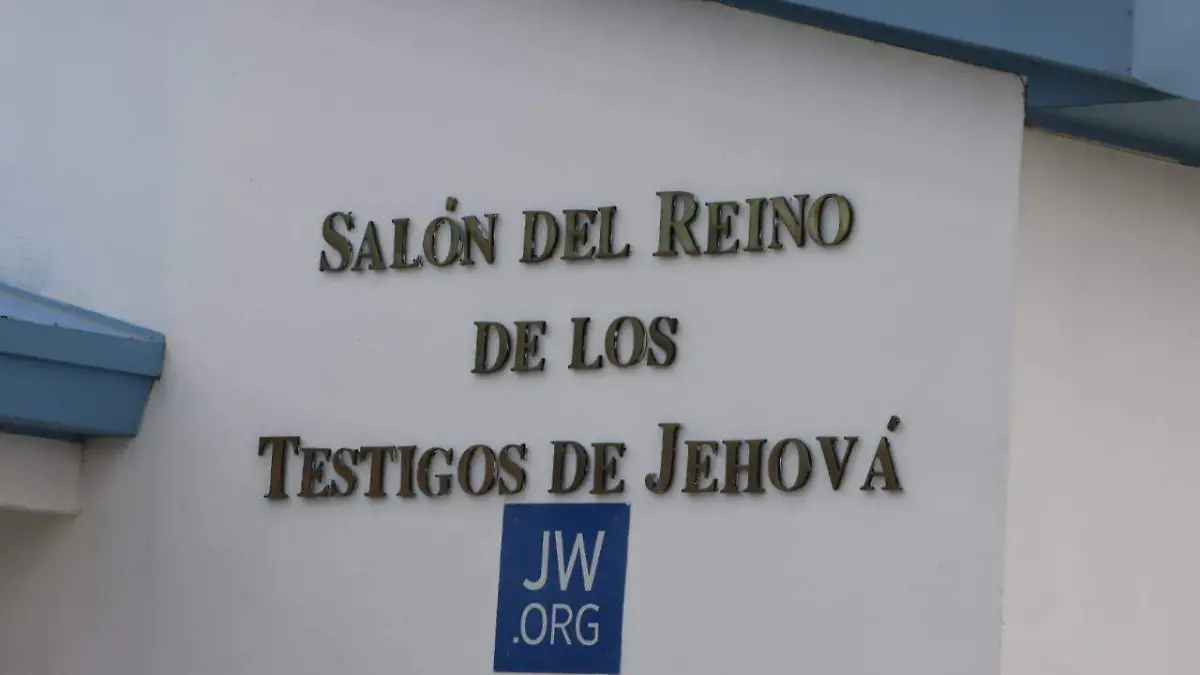 SALÓN DEL REINO
DE LOS
TESTIGOS DE JEHOVÁ
JW
.ORG